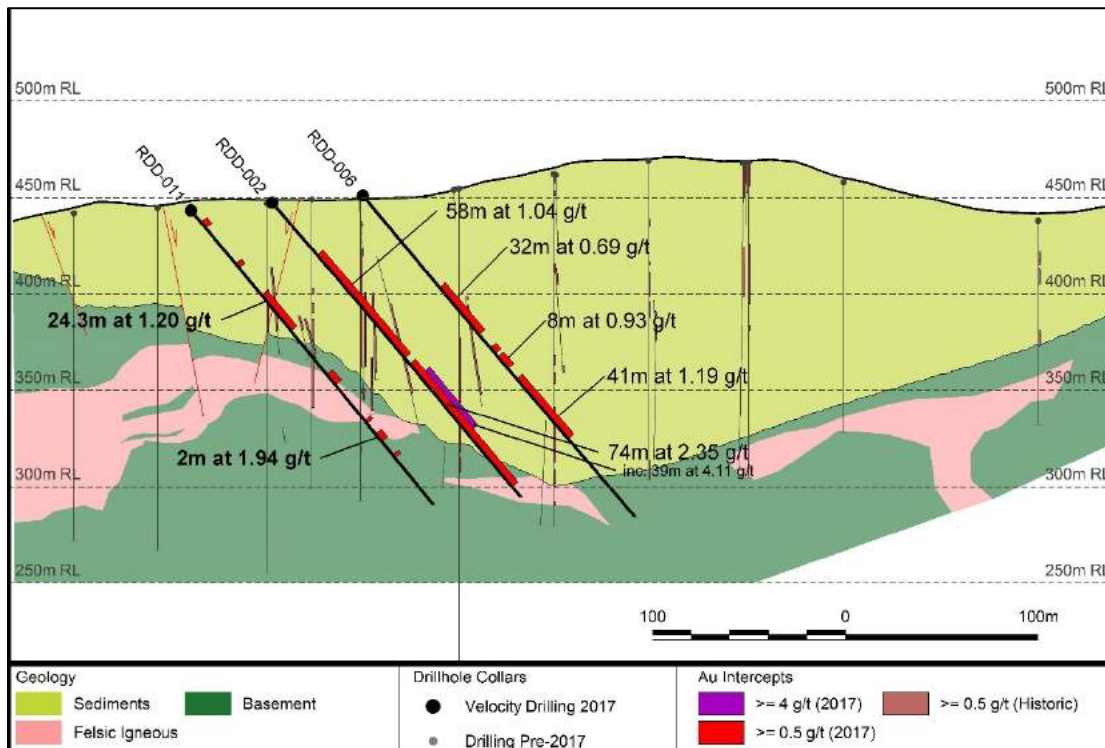 500m RL
500m RL
RDD-011
RDD-002
RDD-006
450m RL
450m RL
58m at 1.04 g/t
32m at 0.69 g/t
400m RL
400m RL
24.3m at 1.20 g/t
8m at 0.93 g/t
350m RL
350m RL
41m at 1.19 g/t
74m at 2.35 g/t
2m at 1.94 g/t
inc. 39m at 4.11 g/t
300m RL
300m RL
250m RL
250m RL
100 0 100m
Geology
Sediments
Basement
Felsic Igneous
Drillhole Collars
Velocity Drilling 2017
Drilling Pre-2017
Au Intercepts
>= 4 g/t (2017)
>= 0.5 g/t (Historic)
>= 0.5 g/t (2017)